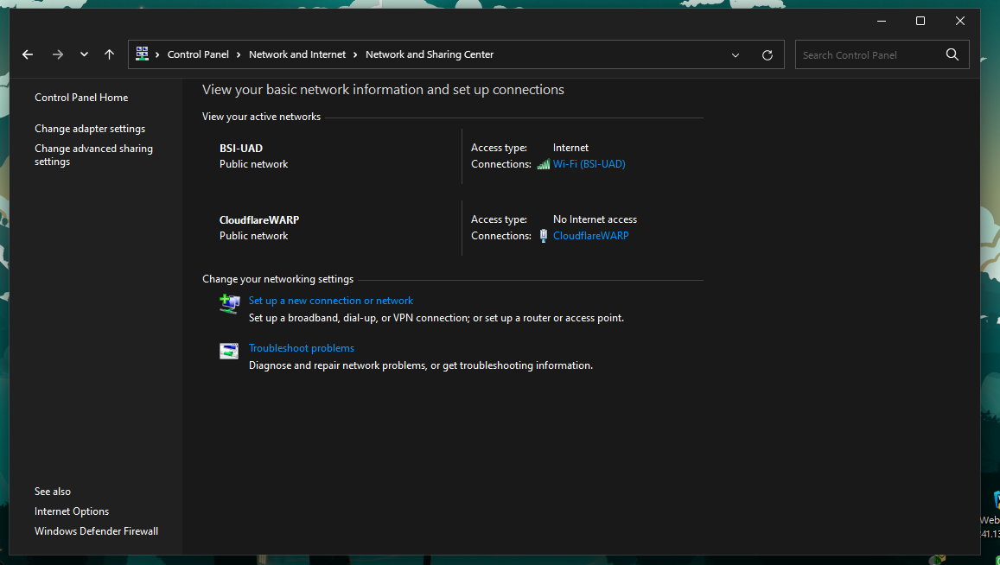 Control Panel
Network and Internet
Network and Sharing Center
Search Control Panel
Control Panel Home
Change adapter settings
Change advanced sharing
settings
See also
Internet Options
Windows Defender Firewall
View your basic network information and set up connections
View your active networks
BSI-UAD
Public network
Access type: Internet
Connections: Wi-Fi (BSI-UAD)
CloudflareWARP
Public network
Access type: No Internet access
Connections: CloudflareWARP
Change your networking settings
Set up a new connection or network
Set up a broadband, dial-up, or VPN connection; or set up a router or access point.
Troubleshoot problems
Diagnose and repair network problems, or get troubleshooting information.
Web